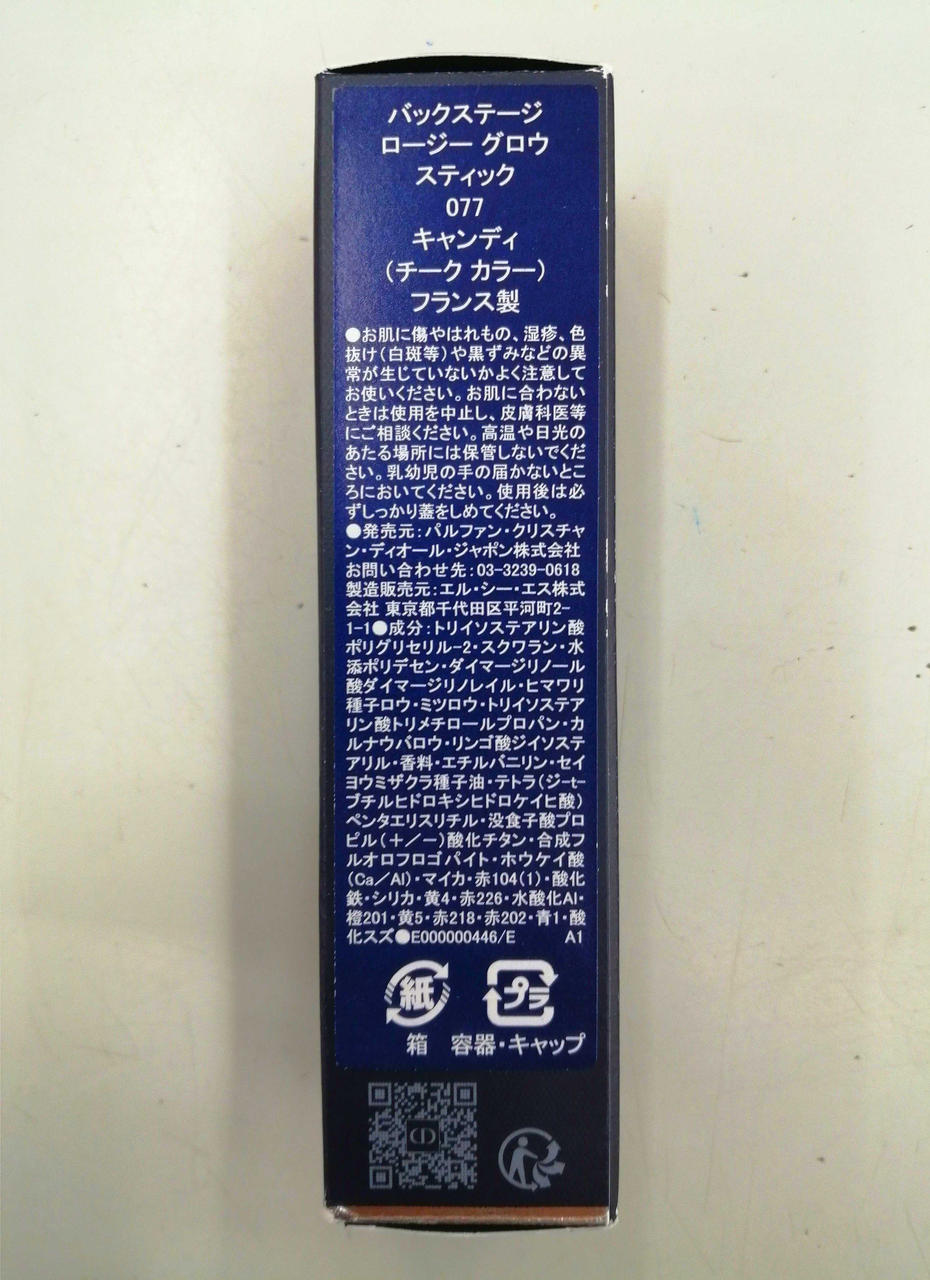 バックステージ
ロージー グロウ
スティック
077
キャンディ
(チーク カラー)
フランス製
●お肌に傷やはれもの、湿疹、色
抜け(白斑等)や黒ずみなどの異
常が生じていないかよく注意して
お使いください。お肌に合わない
ときは使用を中止し、皮膚科医等
にご相談ください。高温や日光の
あたる場所には保管しないでくだ
さい。乳幼児の手の届かないとこ
ろにおいてください。使用後は必
ずしっかり蓋をしめてください。
●発売元:パルファン・クリスチャ
ン・ディオール・ジャポン株式会社
お問い合わせ先:03-3239-0618
製造販売元:エル・シー・エス株式
会社 東京都千代田区平河町2-
1-1●成分:トリイソステアリン酸
ポリグリセリル-2・スクワラン・水
添ポリデセン・ダイマージリノール
酸ダイマージリノレイル・ヒマワリ
種子ロウ・ミツロウ・トリイソステア
リン酸トリメチロールプロパン・カ
ルナウバロウ・リンゴ酸ジイソステ
アリル・香料・エチルバニリン・セイ
ヨウミザクラ種子油・テトラ(ジ-t-
ブチルヒドロキシヒドロケイヒ酸)
ペンタエリスリチル・没食子酸プロ
ピル(+/-)酸化チタン・合成フ
ルオロフロゴパイト・ホウケイ酸
(Ca/Al)・マイカ・赤104(1)・酸化
鉄・シリカ・黄4・赤226・水酸化Al・
橙201・黄5・赤218・赤202・青1・酸
化スズ●E000000446/E A1
紙 プラ
箱 容器・キャップ
CD